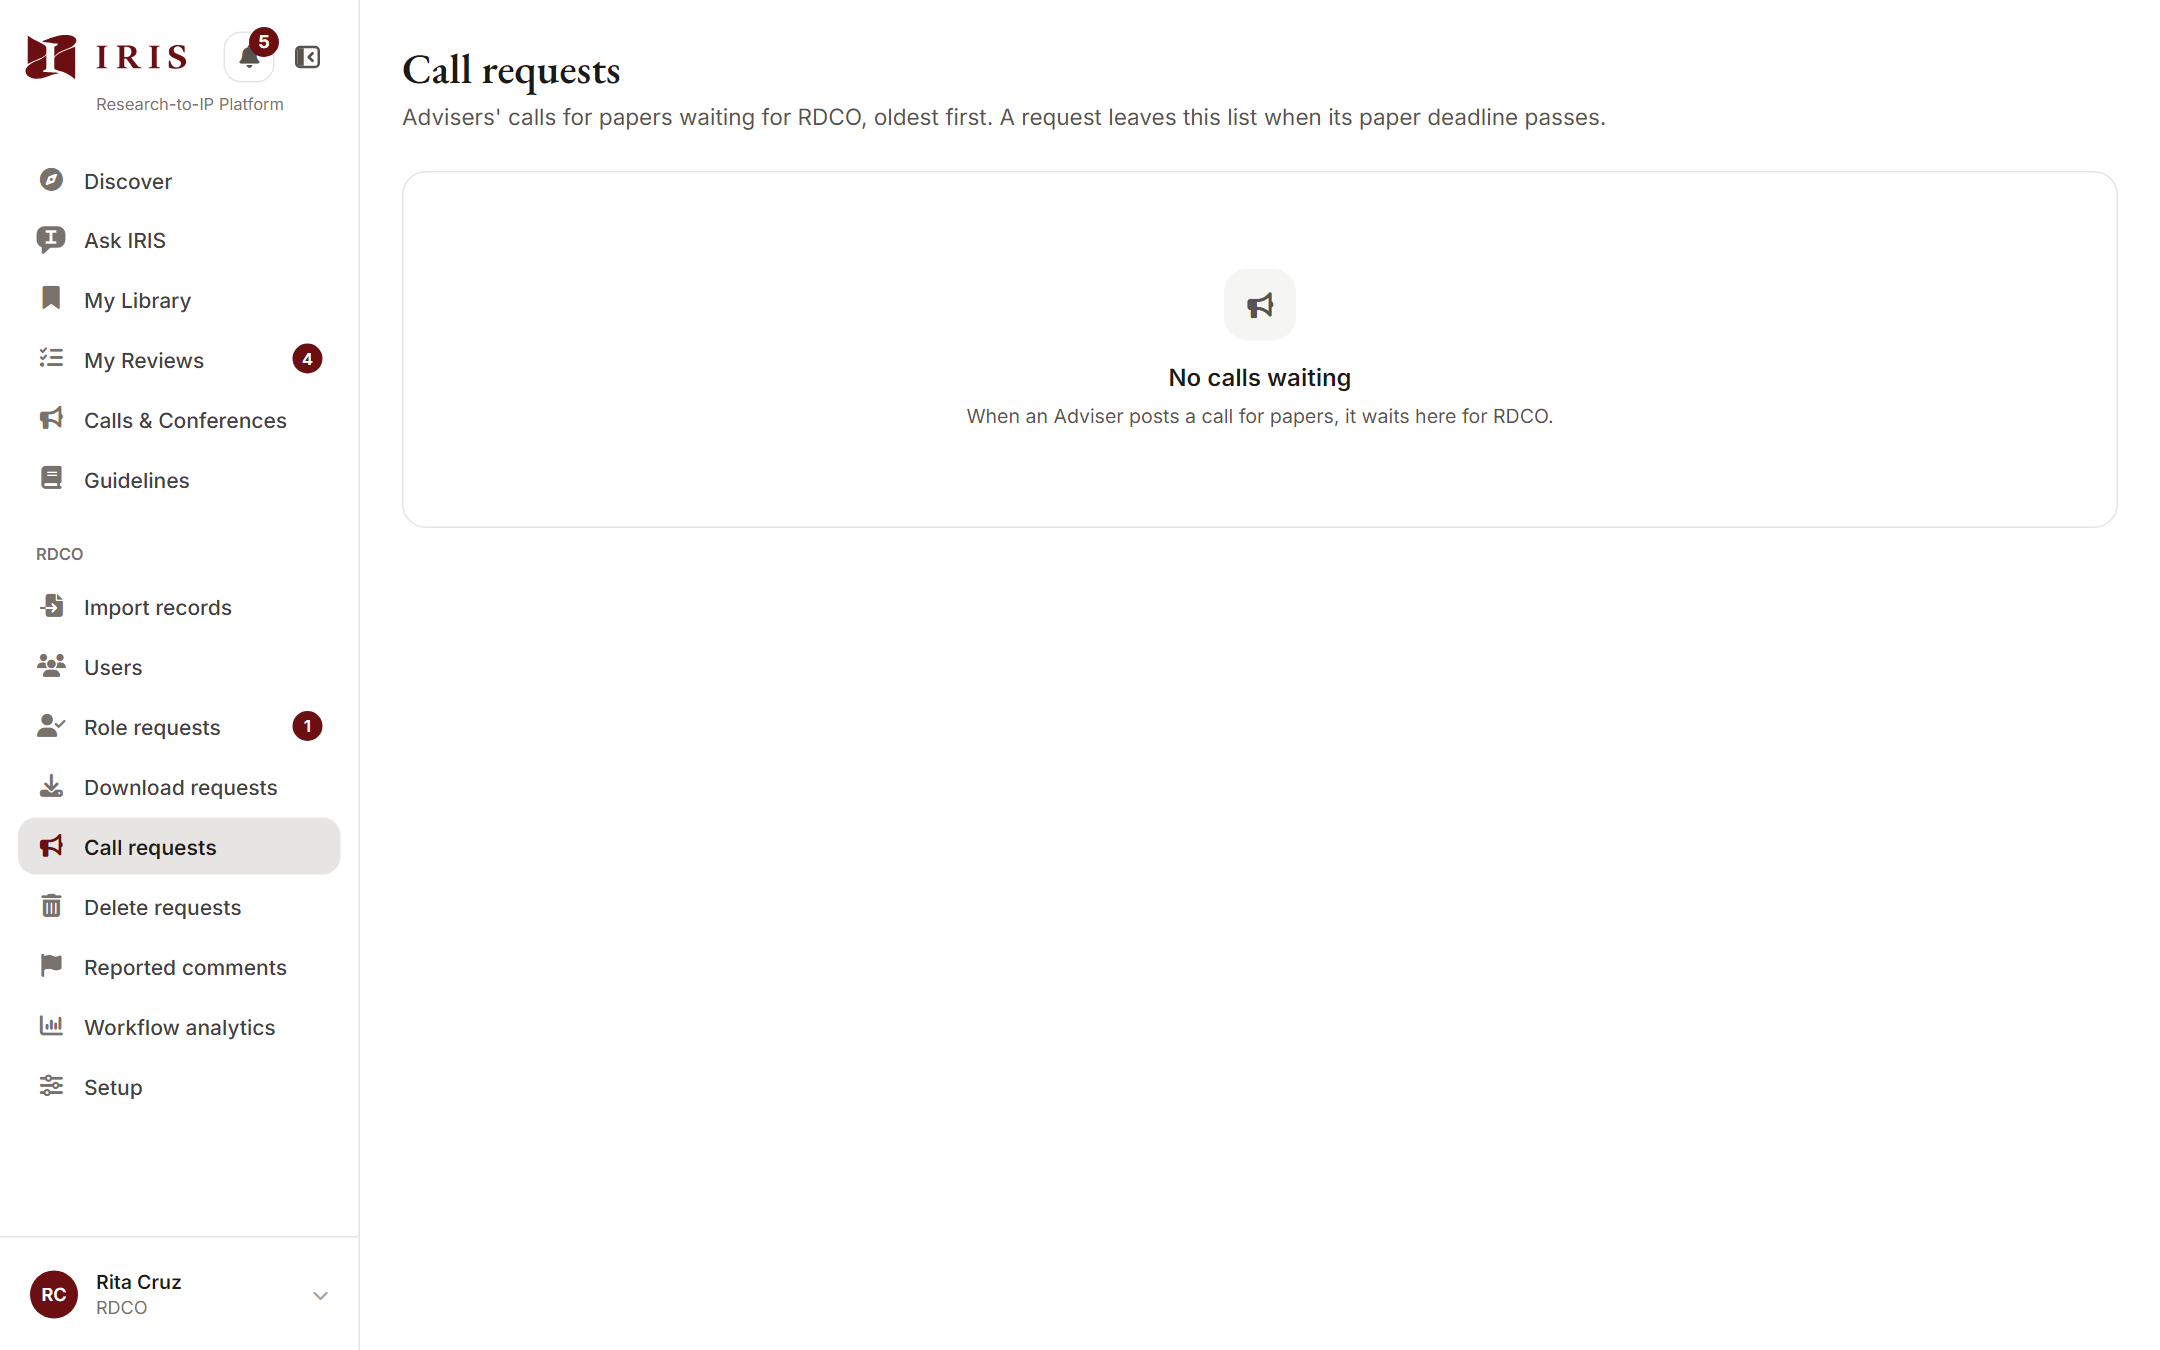 IRIS
5
Research-to-IP Platform
Discover
Ask IRIS
My Library
My Reviews
4
Calls & Conferences
Guidelines
RDCO
Import records
Users
Role requests
1
Download requests
Call requests
Delete requests
Reported comments
Workflow analytics
Setup
RC
Rita Cruz
RDCO
Call requests
Advisers' calls for papers waiting for RDCO, oldest first. A request leaves this list when its paper deadline passes.
No calls waiting
When an Adviser posts a call for papers, it waits here for RDCO.